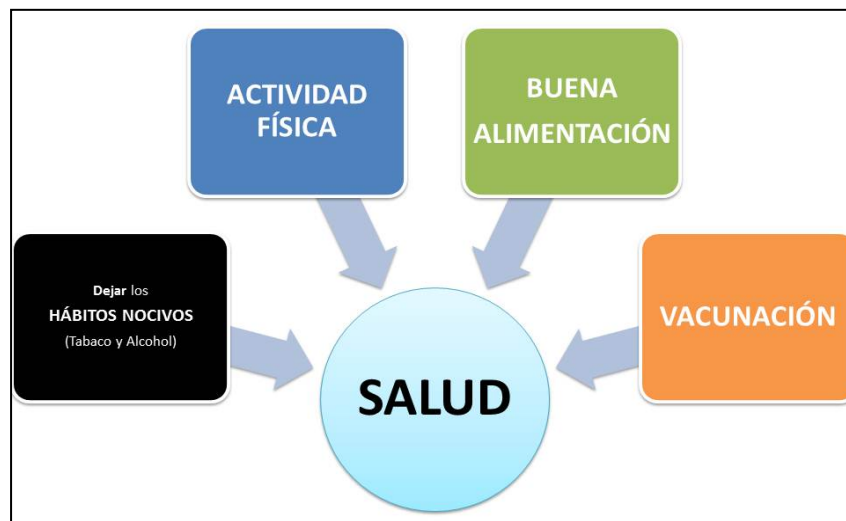 ACTIVIDAD
FÍSICA
BUENA
ALIMENTACIÓN
Dejar los
HÁBITOS NOCIVOS
(Tabaco y Alcohol)
VACUNACIÓN
SALUD